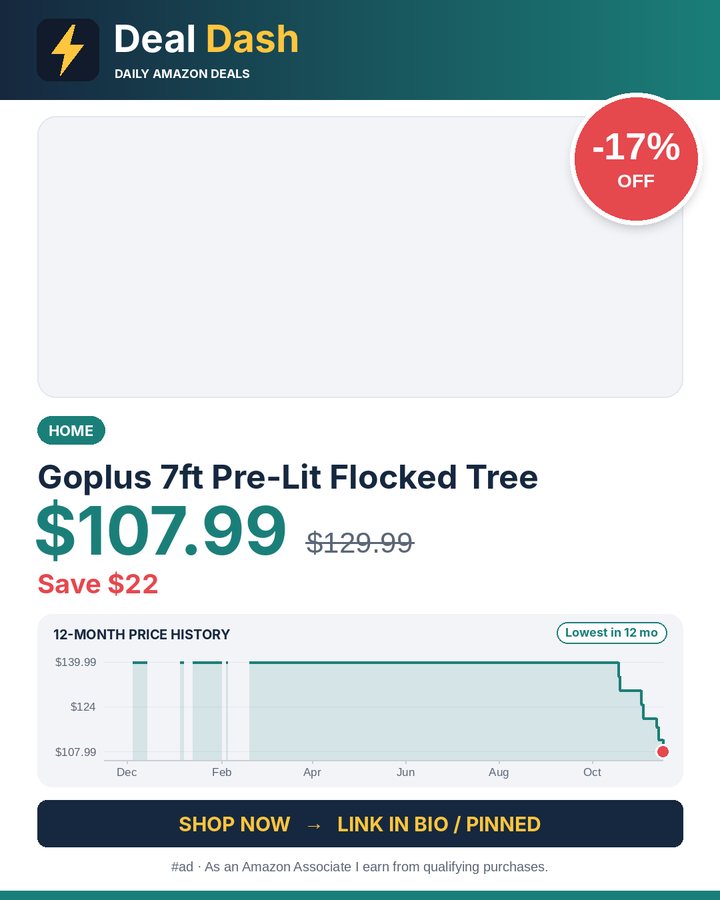 Deal Dash
DAILY AMAZON DEALS
-17%
OFF
HOME
Goplus 7ft Pre-Lit Flocked Tree
$107.99 $129.99
Save $22
12-MONTH PRICE HISTORY
Lowest in 12 mo
$139.99
$124
$107.99
Dec Feb Apr Jun Aug Oct
SHOP NOW → LINK IN BIO / PINNED
#ad · As an Amazon Associate I earn from qualifying purchases.